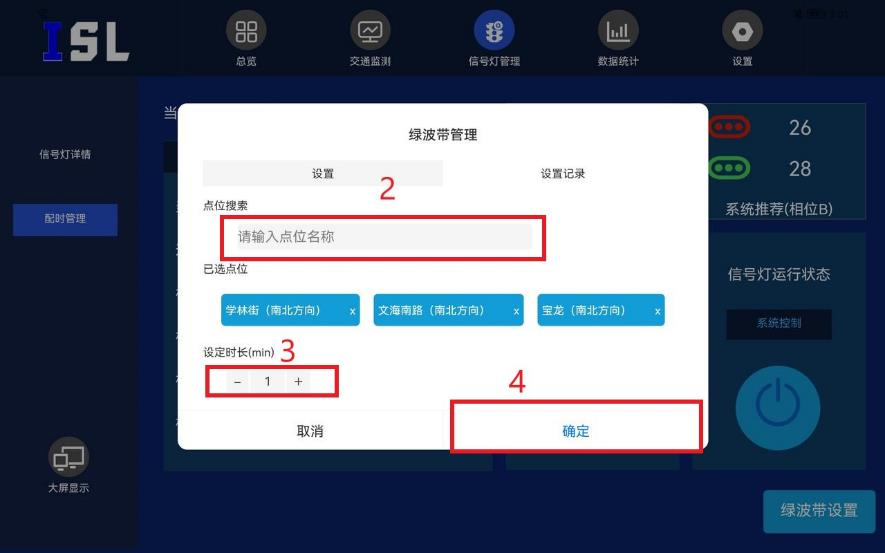 ISL
总览
交通监测
信号灯管理
数据统计
设置
信号灯详情
配时管理
大屏显示
当
绿波带管理
设置
设置记录
2
点位搜索
请输入点位名称
已选点位
学林街（南北方向） x
文海南路（南北方向） x
宝龙（南北方向） x
设定时长(min)
3
− 1 +
4
取消
确定
26
28
系统推荐(相位B)
信号灯运行状态
系统控制
绿波带设置